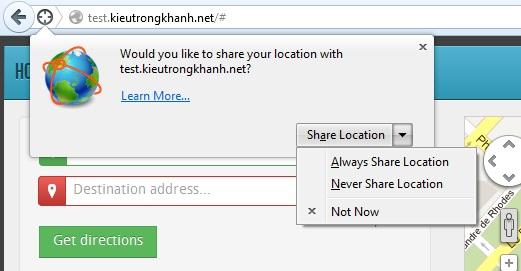 test.kieutrongkhanh.net/#
Would you like to share your location with
test.kieutrongkhanh.net?
Learn More...
Share Location
Always Share Location
Never Share Location
Not Now
Destination address...
Get directions